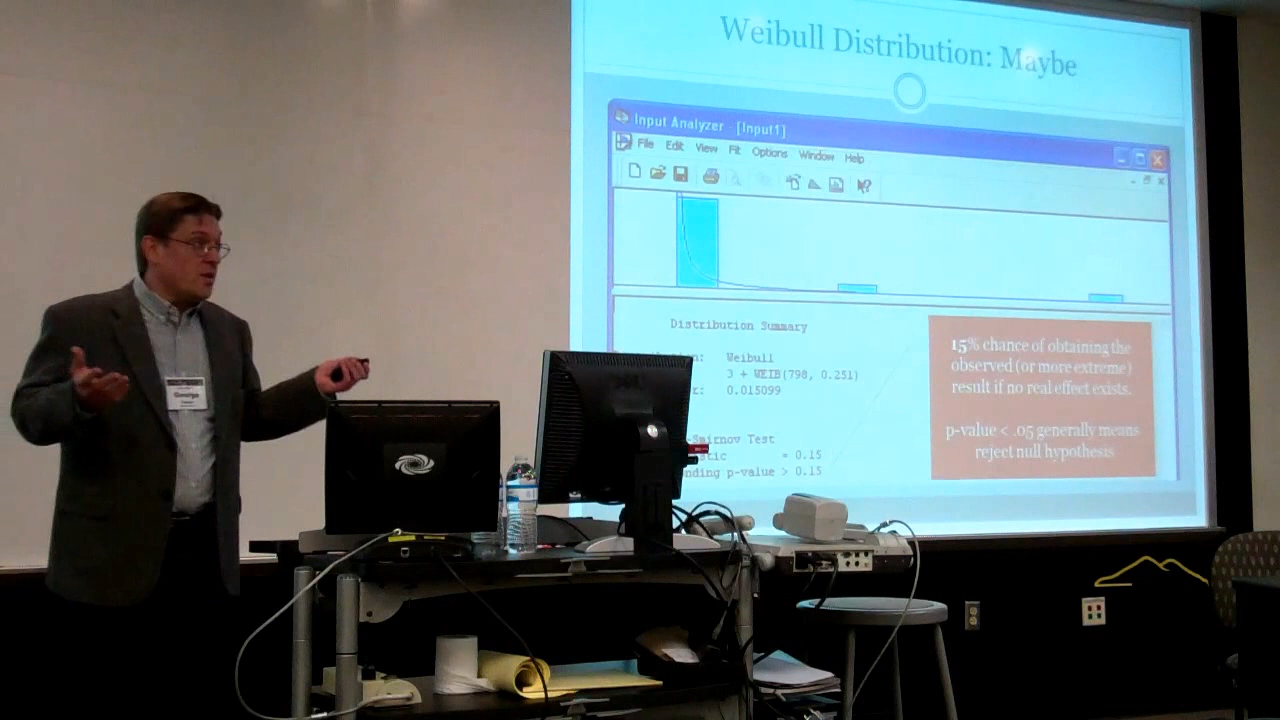 Weibull Distribution: Maybe
Input Analyzer - [Input1]
File Edit View Fit Options Window Help
Distribution Summary
Weibull
3 + WEIB(798, 0.251)
0.015099
-Smirnov Test
= 0.15
p-value > 0.15
15% chance of obtaining the
observed (or more extreme)
result if no real effect exists.
p-value < .05 generally means
reject null hypothesis
George
DELL